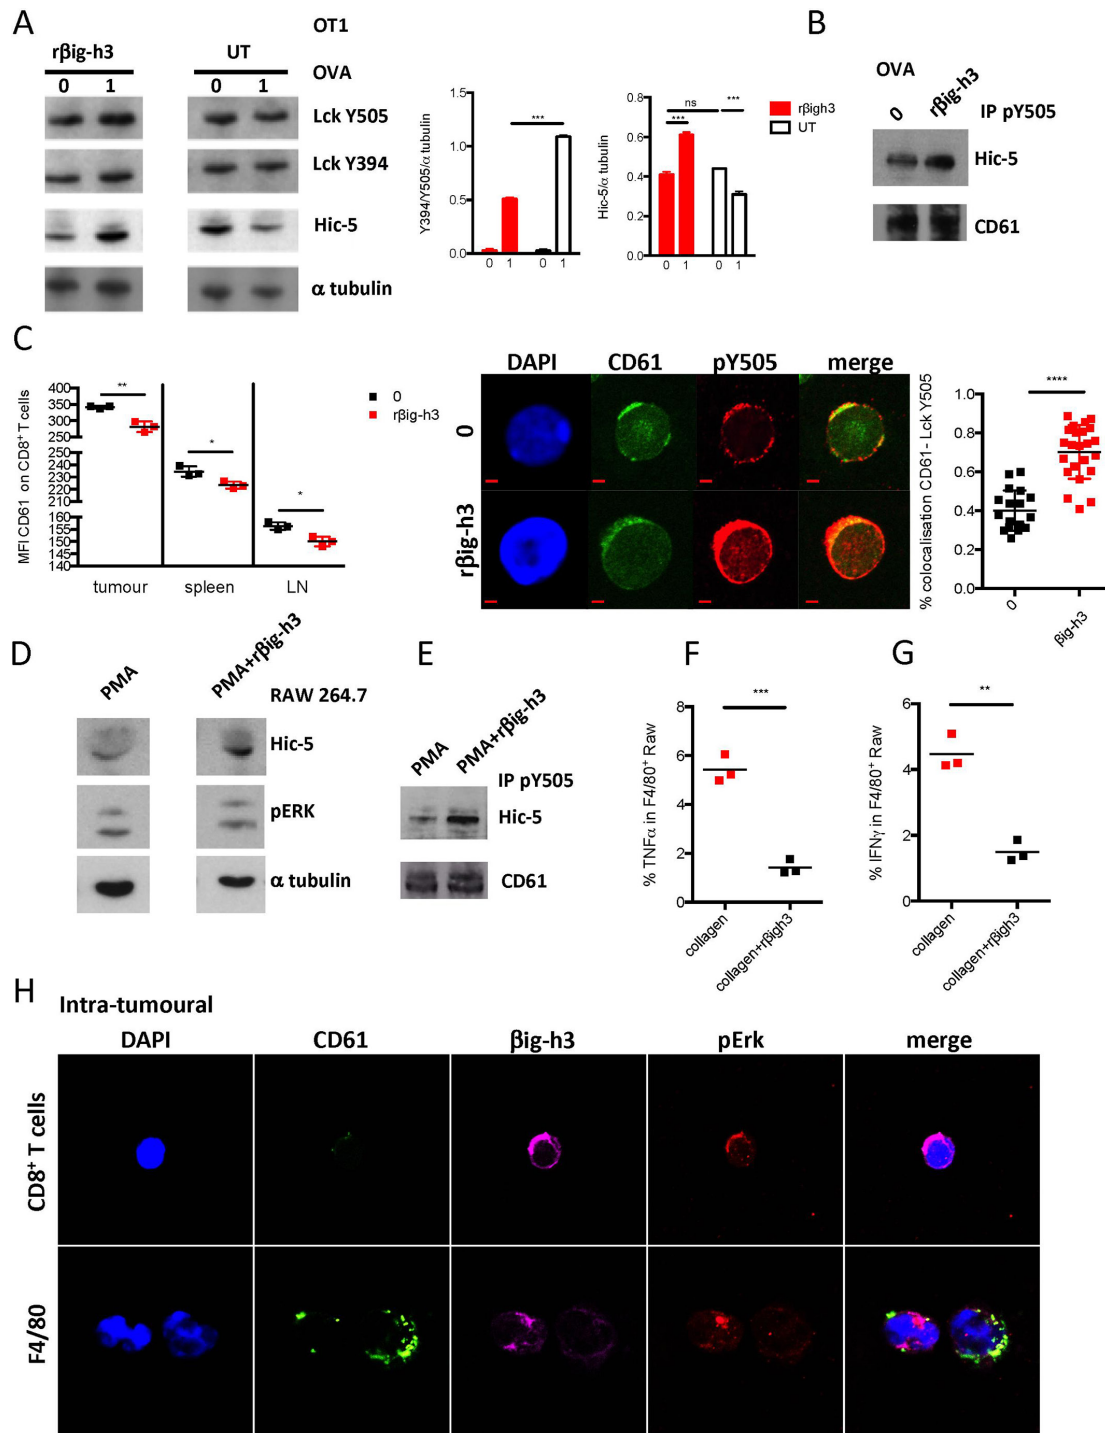 A
OT1
rβig-h3
UT
OVA
0 1
0 1
Lck Y505
Lck Y394
Hic-5
α tubulin
Y394/Y505/α tubulin
1.5
1.0
0.5
0.0
***
0 1 0 1
Hic-5/α tubulin
0.8
0.6
0.4
0.2
0.0
ns
***
***
0 1 0 1
rβigh3
UT
B
OVA
0
rβig-h3
IP pY505
Hic-5
CD61
C
MFI CD61 on CD8+ T cells
400
350
300
250
240
230
220
210
160
155
150
145
140
**
*
*
tumour
spleen
LN
0
rβig-h3
DAPI
CD61
pY505
merge
0
rβig-h3
% colocalisation CD61- Lck Y505
1.0
0.8
0.6
0.4
0.2
0.0
****
0
βig-h3
D
PMA
PMA+rβig-h3
RAW 264.7
Hic-5
pERK
α tubulin
E
PMA
PMA+rβig-h3
IP pY505
Hic-5
CD61
F
% TNFα in F4/80+ Raw
8
6
4
2
0
***
collagen
collagen+rβigh3
G
% IFNγ in F4/80+ Raw
6
4
2
0
**
collagen
collagen+rβigh3
H
Intra-tumoural
DAPI
CD61
βig-h3
pErk
merge
CD8+ T cells
F4/80